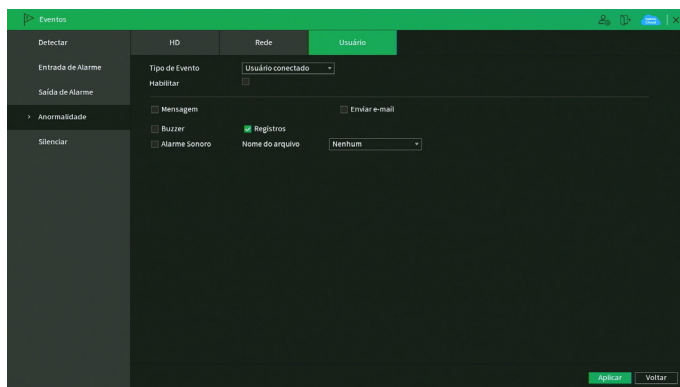 Eventos
Detectar
Entrada de Alarme
Saída de Alarme
Anormalidade
Silenciar
HD
Rede
Usuário
Tipo de Evento
Usuário conectado
Habilitar
Mensagem
Enviar e-mail
Buzzer
Registros
Alarme Sonoro
Nome do arquivo
Nenhum
Aplicar
Voltar